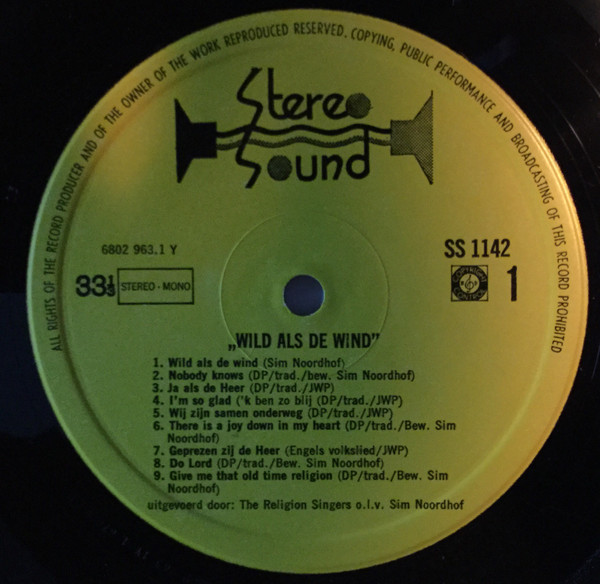 ALL RIGHTS OF THE RECORD PRODUCER AND OF THE OWNER OF THE WORK REPRODUCED RESERVED. COPYING, PUBLIC PERFORMANCE AND BROADCASTING OF THIS RECORD PROHIBITED
Stereo
Sound
6802 963.1 Y
SS 1142
33⅓ STEREO - MONO
1
„WILD ALS DE WIND”
1. Wild als de wind (Sim Noordhof)
2. Nobody knows (DP/trad./bew. Sim Noordhof)
3. Ja als de Heer (DP/trad./JWP)
4. I'm so glad ('k ben zo blij (DP/trad./JWP)
5. Wij zijn samen onderweg (DP/trad./JWP)
6. There is a joy down in my heart (DP/trad./Bew. Sim
Noordhof)
7. Geprezen zij de Heer (Engels volkslied/JWP)
8. Do Lord (DP/trad./Bew. Sim Noordhof)
9. Give me that old time religion (DP/trad./Bew. Sim
Noordhof)
uitgevoerd door: The Religion Singers o.l.v. Sim Noordhof